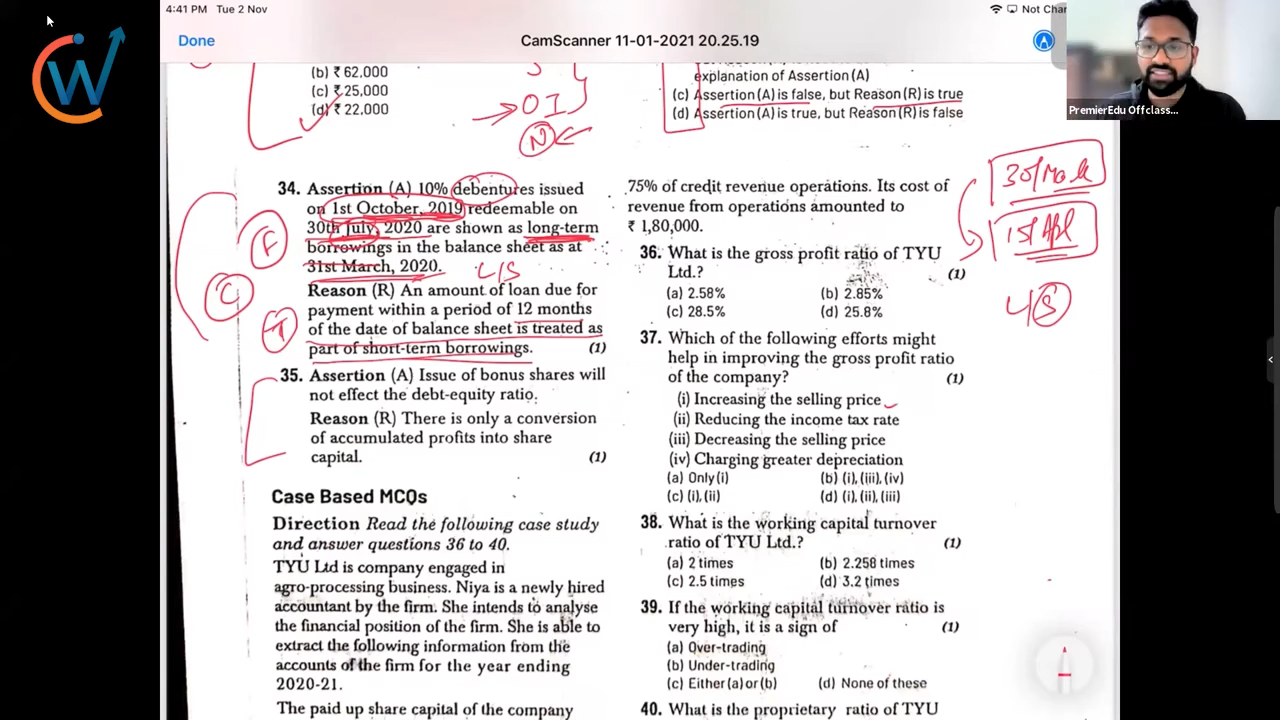 4:41 PM Tue 2 Nov
Not Char
Done
CamScanner 11-01-2021 20.25.19
PremierEdu Offclass...
W
(b) ₹ 62,000
(c) ₹ 25,000
(d) ₹ 22,000
S
OI
N
34. Assertion (A) 10% debentures issued
on 1st October, 2019 redeemable on
30th July, 2020 are shown as long-term
borrowings in the balance sheet as at
31st March, 2020.
L/S
Reason (R) An amount of loan due for
payment within a period of 12 months
of the date of balance sheet is treated as
part of short-term borrowings. (1)
F
C
T
35. Assertion (A) Issue of bonus shares will
not effect the debt-equity ratio.
Reason (R) There is only a conversion
of accumulated profits into share
capital. (1)
Case Based MCQs
Direction Read the following case study
and answer questions 36 to 40.
TYU Ltd is company engaged in
agro-processing business. Niya is a newly hired
accountant by the firm. She intends to analyse
the financial position of the firm. She is able to
extract the following information from the
accounts of the firm for the year ending
2020-21.
The paid up share capital of the company
explanation of Assertion (A)
(c) Assertion (A) is false, but Reason (R) is true
(d) Assertion (A) is true, but Reason (R) is false
75% of credit revenue operations. Its cost of
revenue from operations amounted to
₹ 1,80,000.
36. What is the gross profit ratio of TYU
Ltd.? (1)
(a) 2.58% (b) 2.85%
(c) 28.5% (d) 25.8%
37. Which of the following efforts might
help in improving the gross profit ratio
of the company? (1)
(i) Increasing the selling price
(ii) Reducing the income tax rate
(iii) Decreasing the selling price
(iv) Charging greater depreciation
(a) Only (i) (b) (i), (iii), (iv)
(c) (i), (ii) (d) (i), (ii), (iii)
38. What is the working capital turnover
ratio of TYU Ltd.? (1)
(a) 2 times (b) 2.258 times
(c) 2.5 times (d) 3.2 times
39. If the working capital turnover ratio is
very high, it is a sign of (1)
(a) Over-trading
(b) Under-trading
(c) Either (a) or (b) (d) None of these
40. What is the proprietary ratio of TYU
1st Apl
L/S